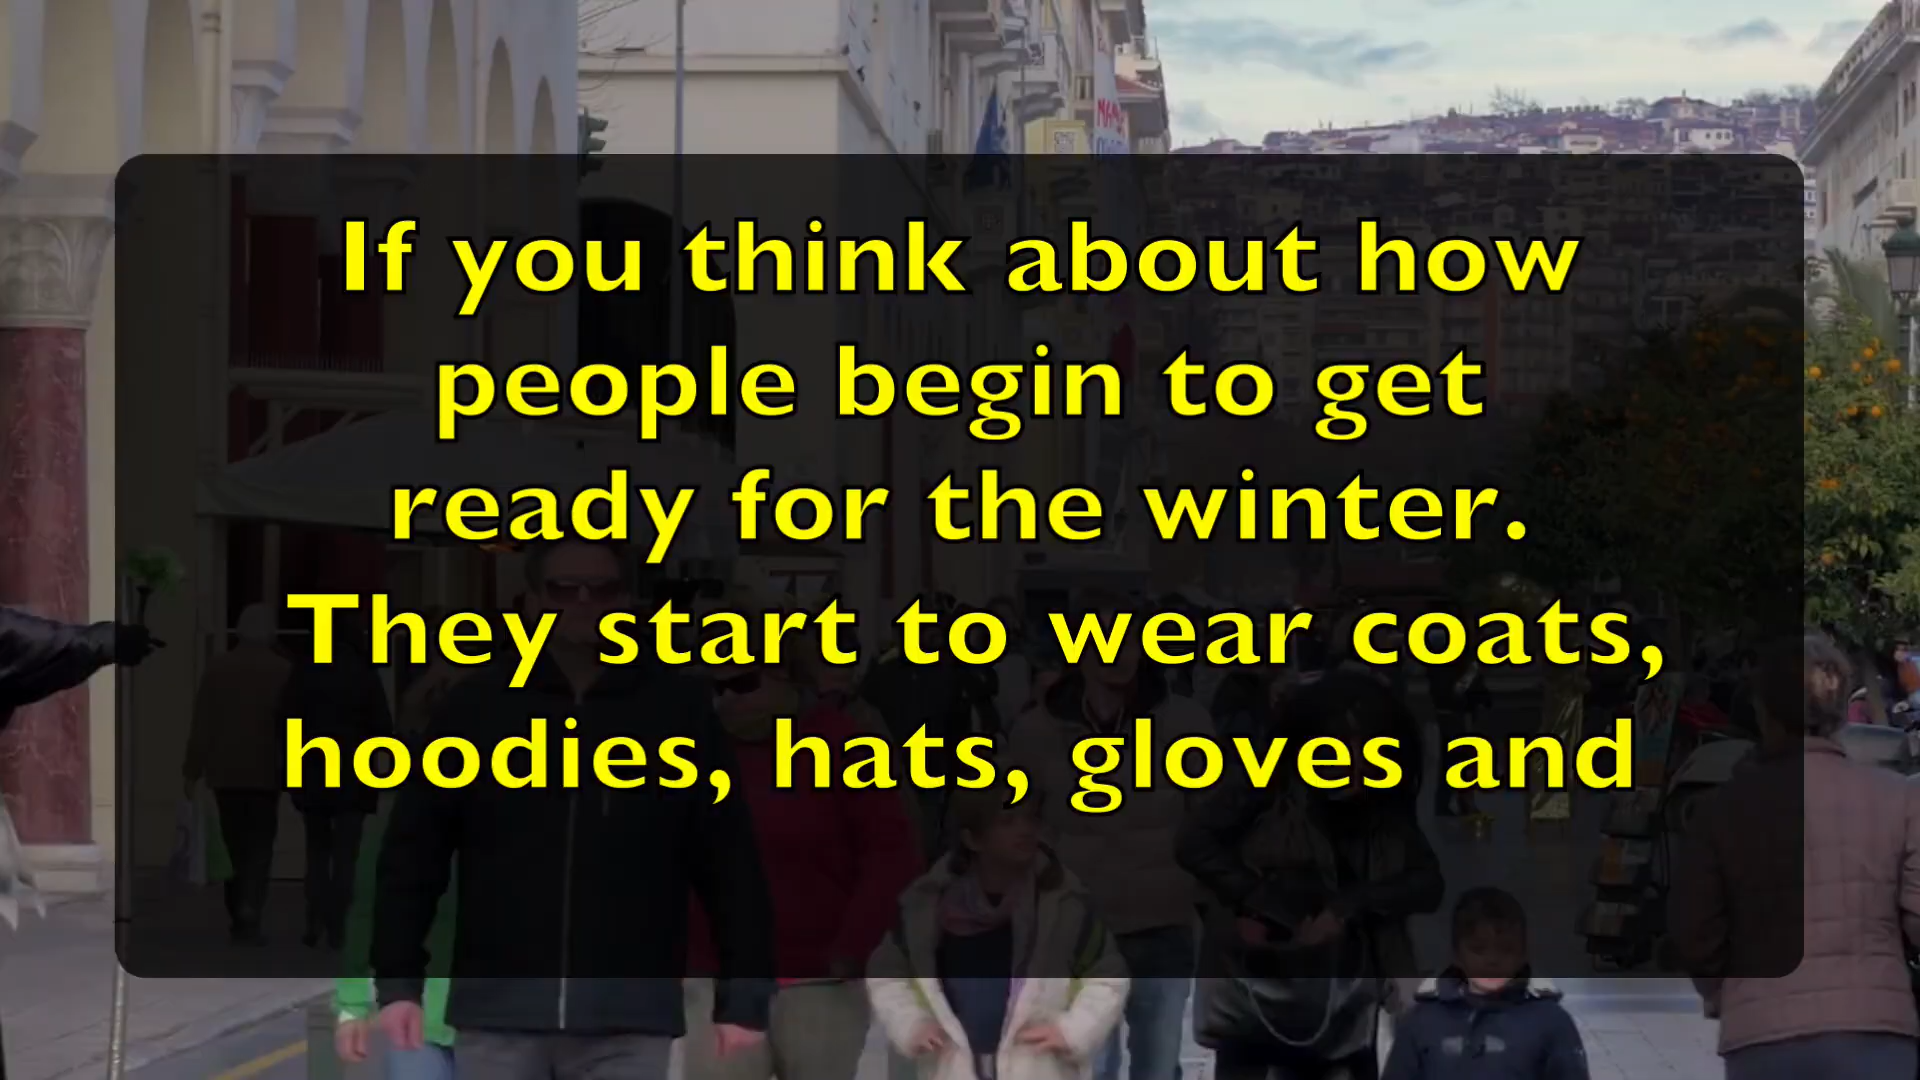 If you think about how
people begin to get
ready for the winter.
They start to wear coats,
hoodies, hats, gloves and